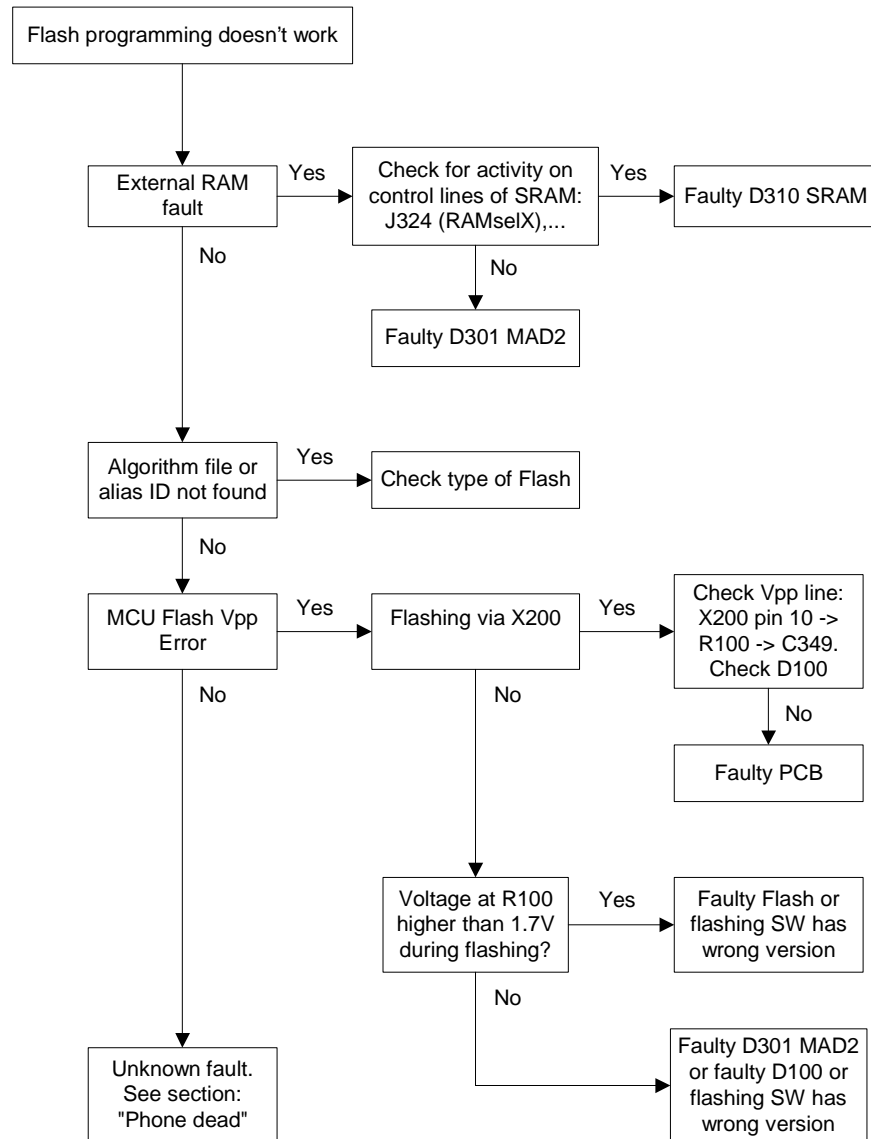 Flash programming doesn't work
External RAM
fault
Yes
Check for activity on
control lines of SRAM:
J324 (RAMselX),...
Yes
Faulty D310 SRAM
No
No
Faulty D301 MAD2
Algorithm file or
alias ID not found
Yes
Check type of Flash
No
MCU Flash Vpp
Error
Yes
Flashing via X200
Yes
Check Vpp line:
X200 pin 10 ->
R100 -> C349.
Check D100
No
No
No
Faulty PCB
Voltage at R100
higher than 1.7V
during flashing?
Yes
Faulty Flash or
flashing SW has
wrong version
No
Unknown fault.
See section:
"Phone dead"
Faulty D301 MAD2
or faulty D100 or
flashing SW has
wrong version